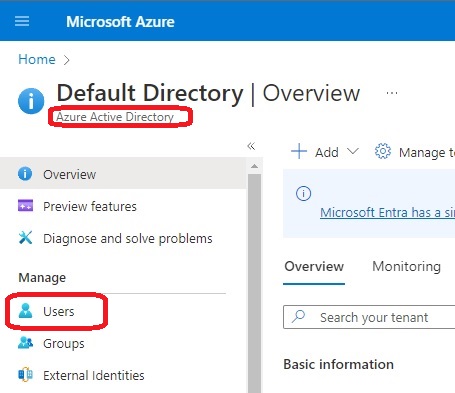 Microsoft Azure
Home
Default Directory | Overview ...
Azure Active Directory
Overview
Preview features
Diagnose and solve problems
Manage
Users
Groups
External Identities
«
+ Add
Manage te
Microsoft Entra has a si
Overview
Monitoring
Search your tenant
Basic information